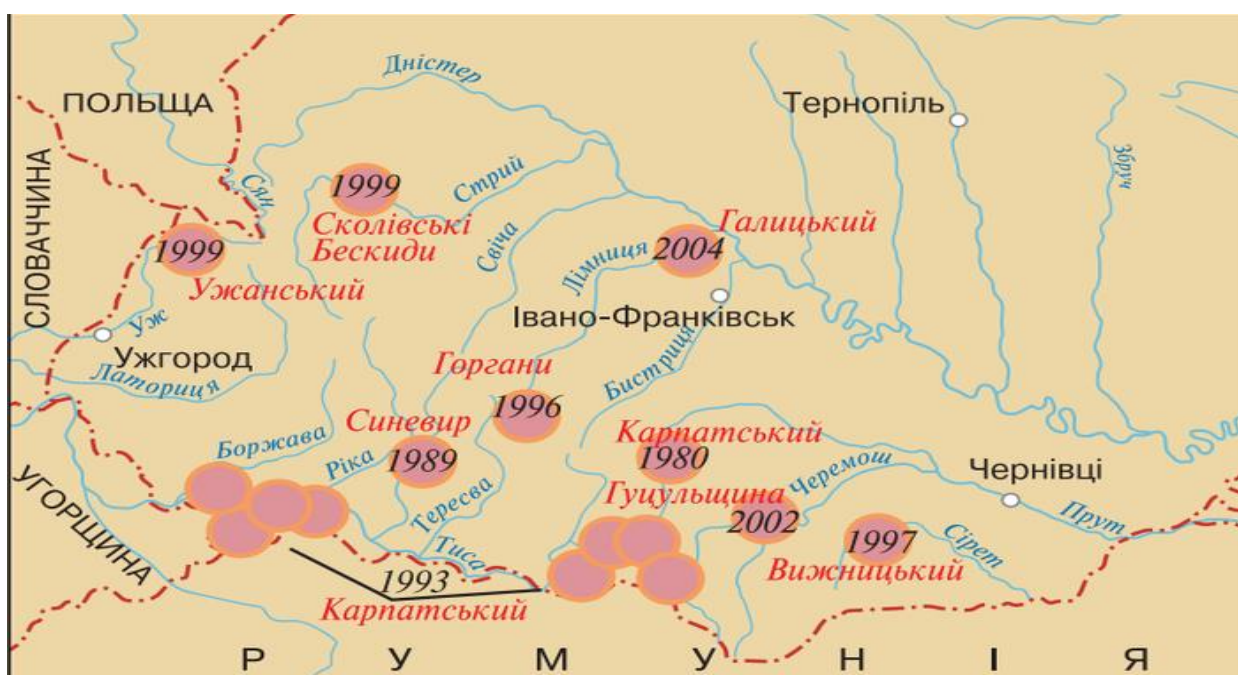 Дністер
ПОЛЬЩА
Тернопіль
Збруч
СЛОВАЧЧИНА
Сян
1999
Стрий
Сколівські
Бескиди
Свіча
Галицький
2004
Лімниця
1999
Ужанський
Івано-Франківськ
Уж
Ужгород
Латориця
Бистриця
Горгани
1996
Синевир
1989
Карпатський
1980
Боржава
Ріка
Черемош
Чернівці
Гуцульщина
2002
Тересва
УГОРЩИНА
Прут
1997
Сірет
Вижницький
Тиса
1993
Карпатський
РУМУНІЯ